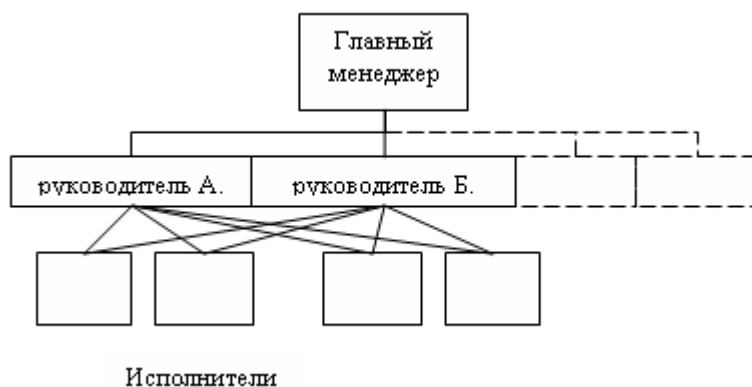 Главный
менеджер
руководитель А.
руководитель Б.
Исполнители